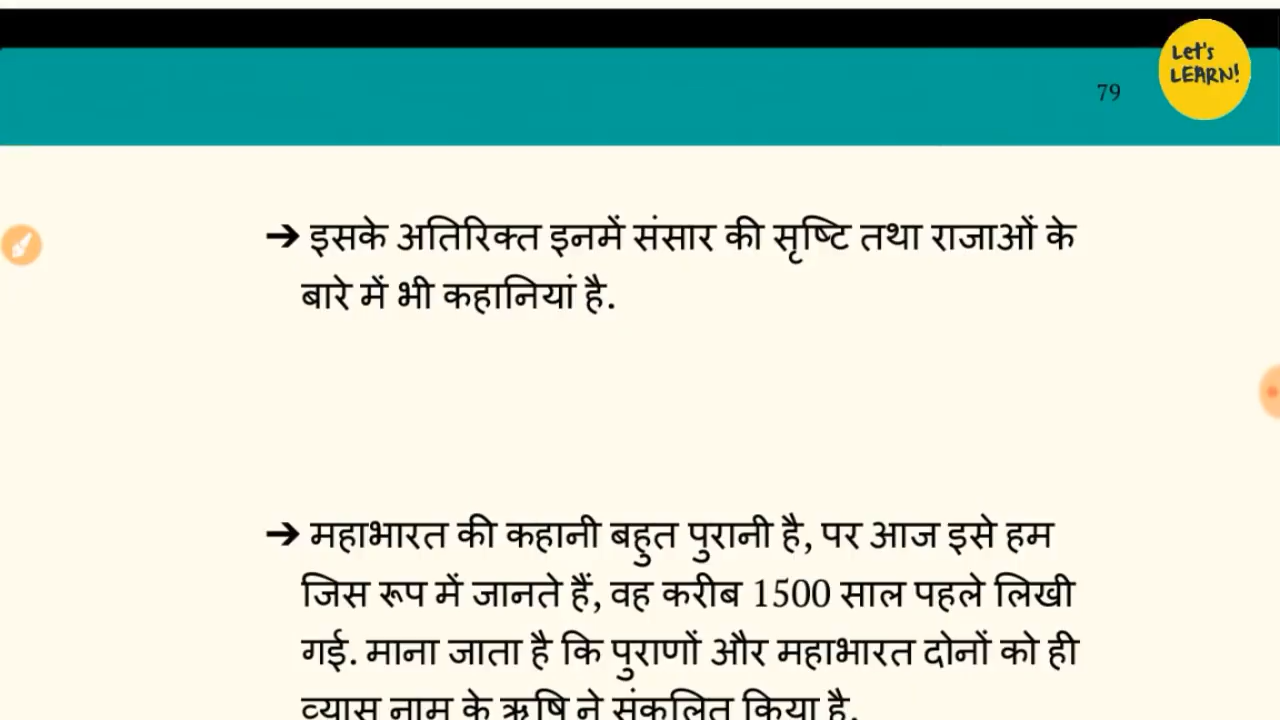 Let's
LEARN!
79
➔ इसके अतिरिक्त इनमें संसार की सृष्टि तथा राजाओं के
बारे में भी कहानियां है.
➔ महाभारत की कहानी बहुत पुरानी है, पर आज इसे हम
जिस रूप में जानते हैं, वह करीब 1500 साल पहले लिखी
गई. माना जाता है कि पुराणों और महाभारत दोनों को ही
व्यास नाम के ऋषि ने संकलित किया है.